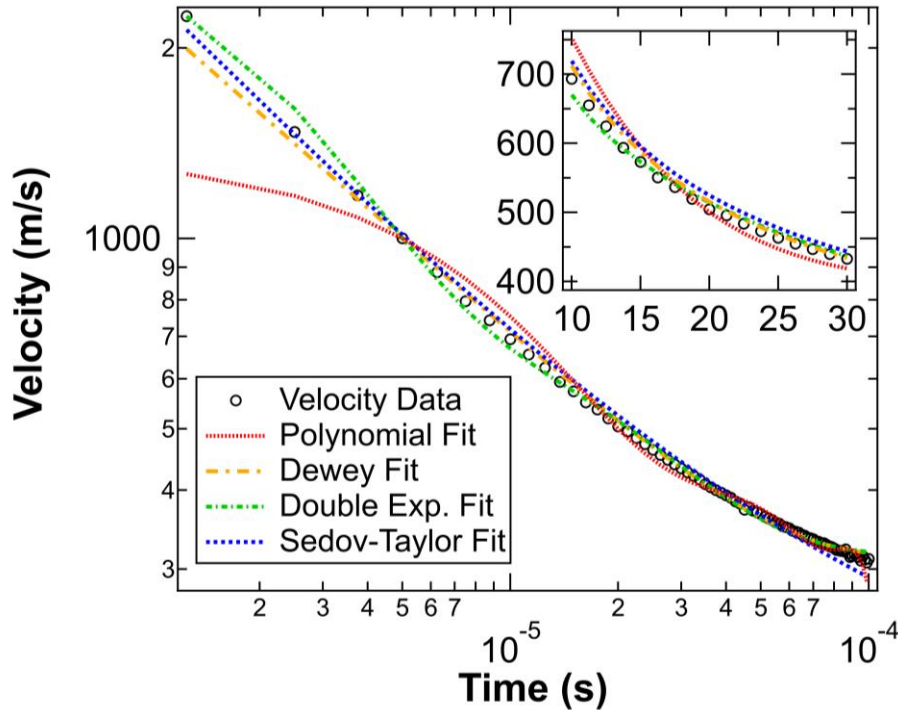 Velocity (m/s)
2
1000
9
8
7
6
5
4
3
700
600
500
400
10 15 20 25 30
Velocity Data
Polynomial Fit
Dewey Fit
Double Exp. Fit
Sedov-Taylor Fit
2 3 4 5 6 7 2 3 4 5 6 7
10⁻⁵ 10⁻⁴
Time (s)